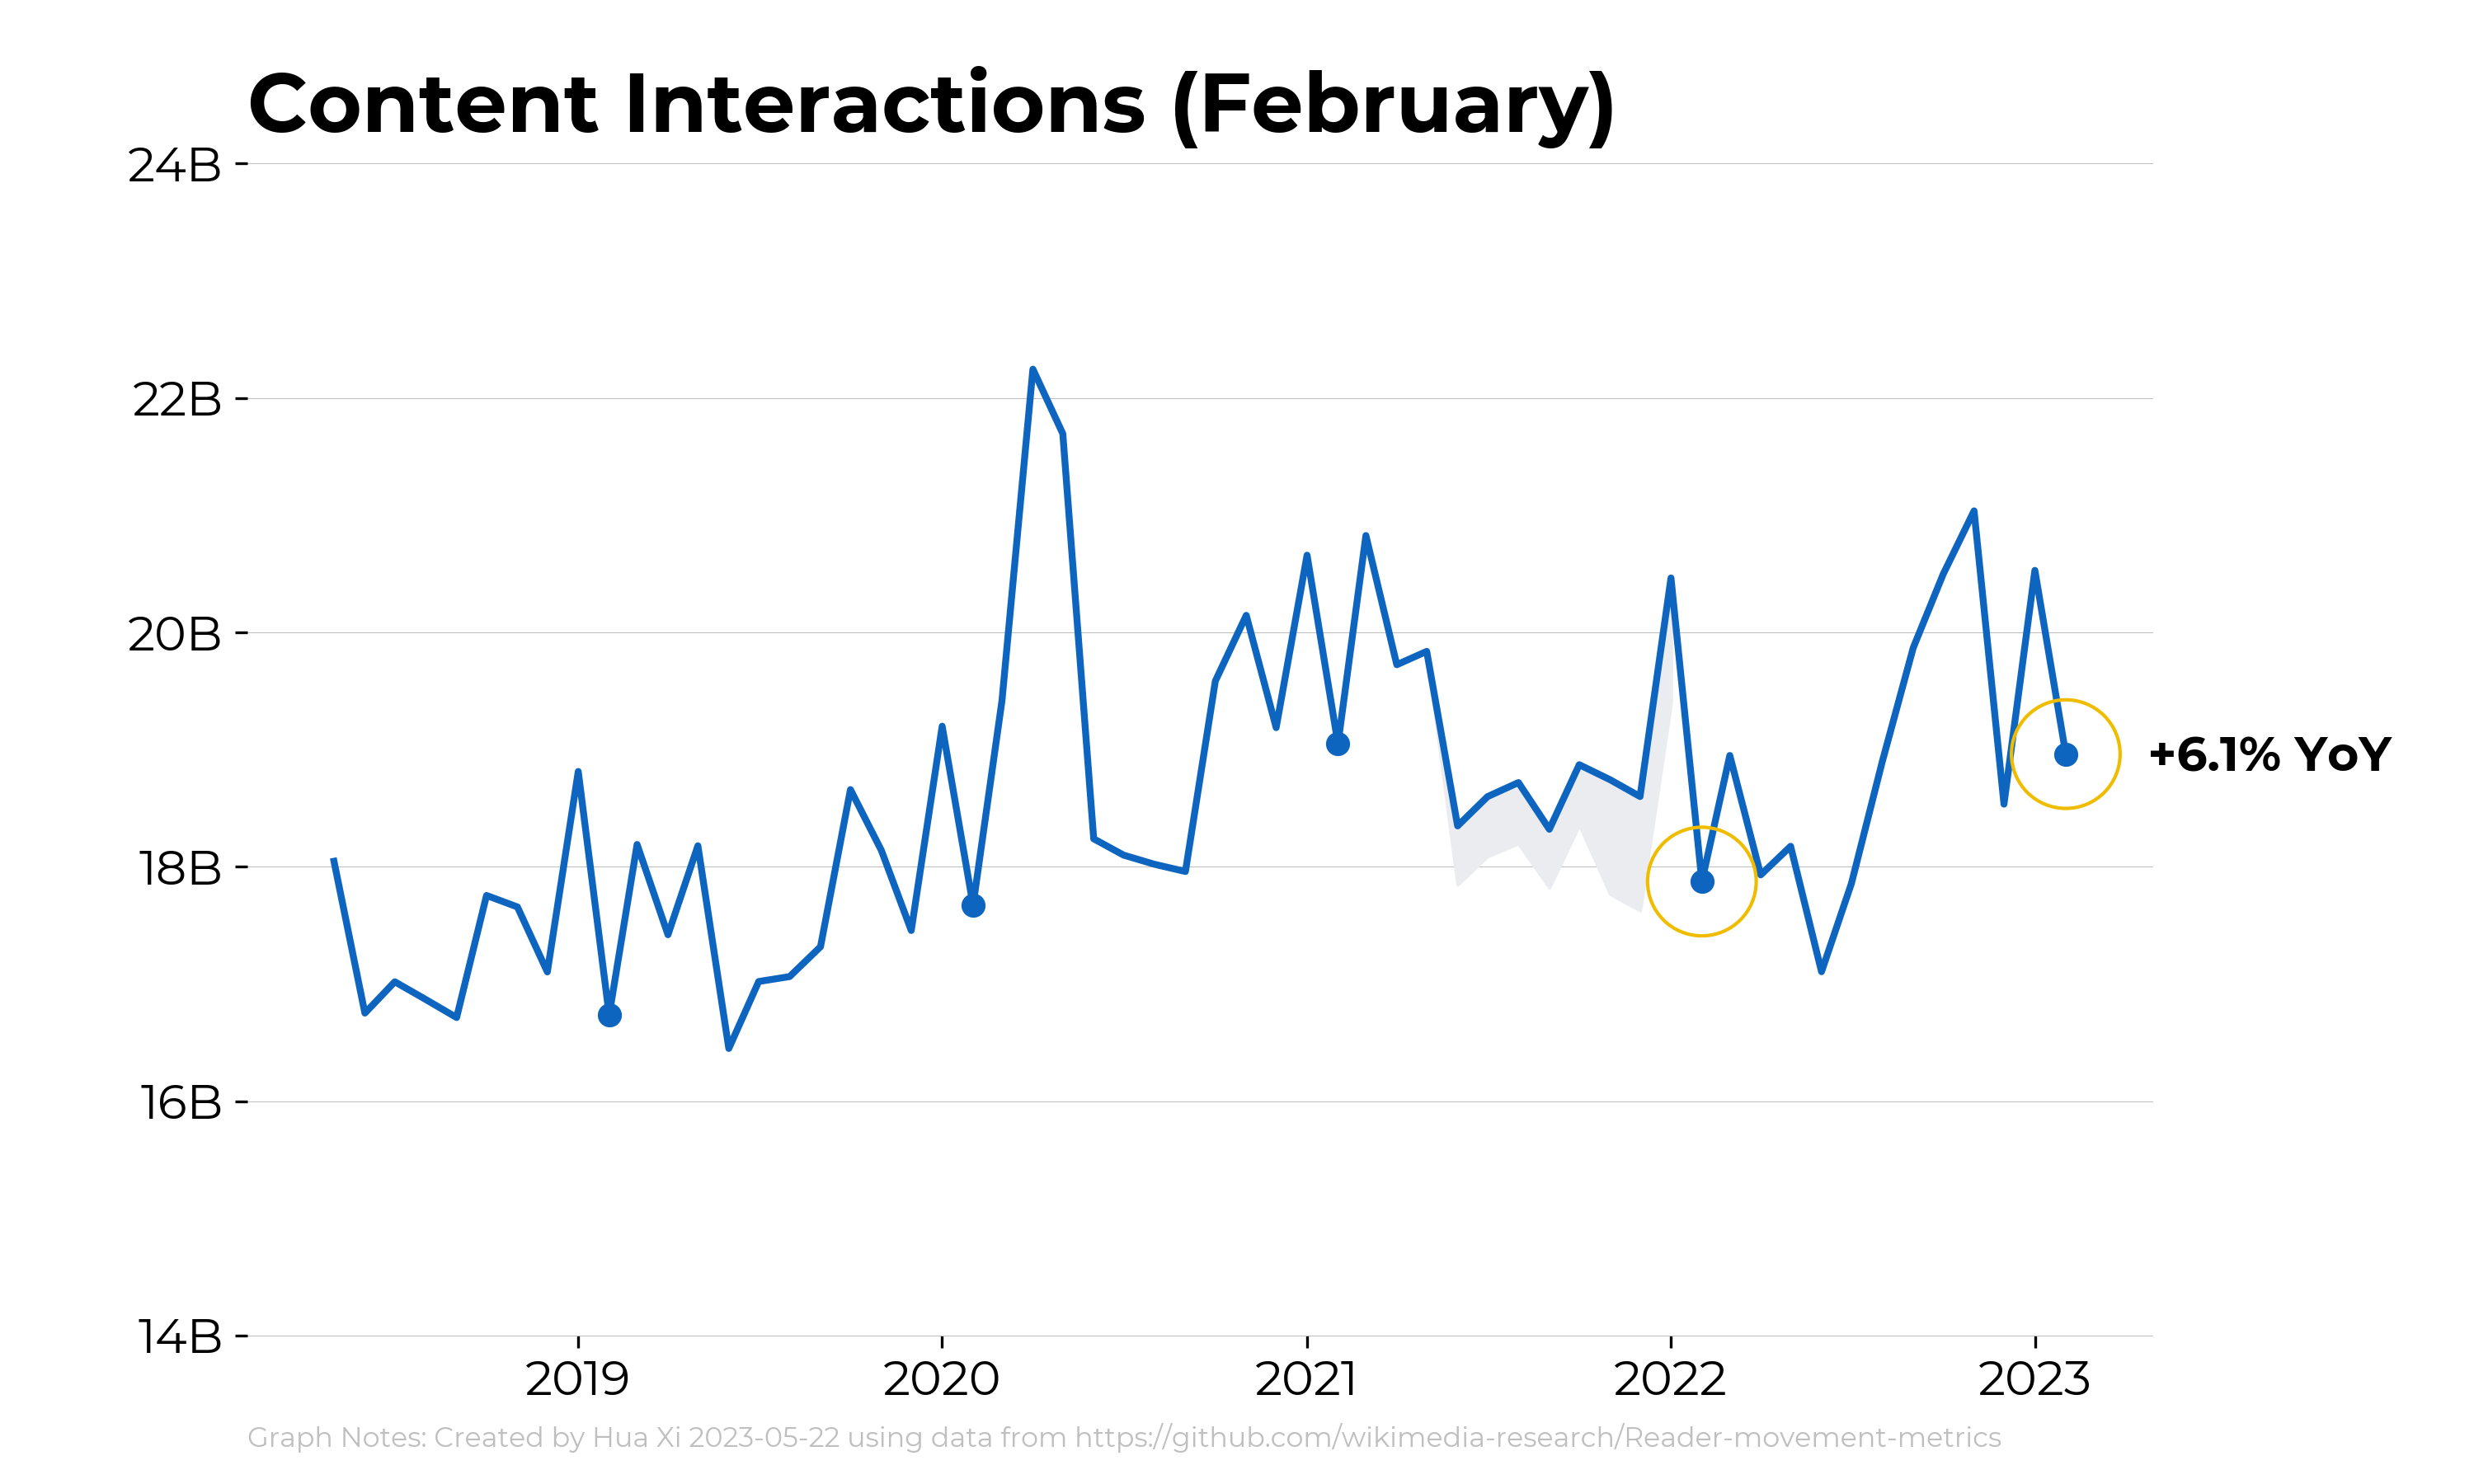 Content Interactions (February)
24B
22B
20B
18B
16B
14B
+6.1% YoY
2019 2020 2021 2022 2023
Graph Notes: Created by Hua Xi 2023-05-22 using data from https://github.com/wikimedia-research/Reader-movement-metrics